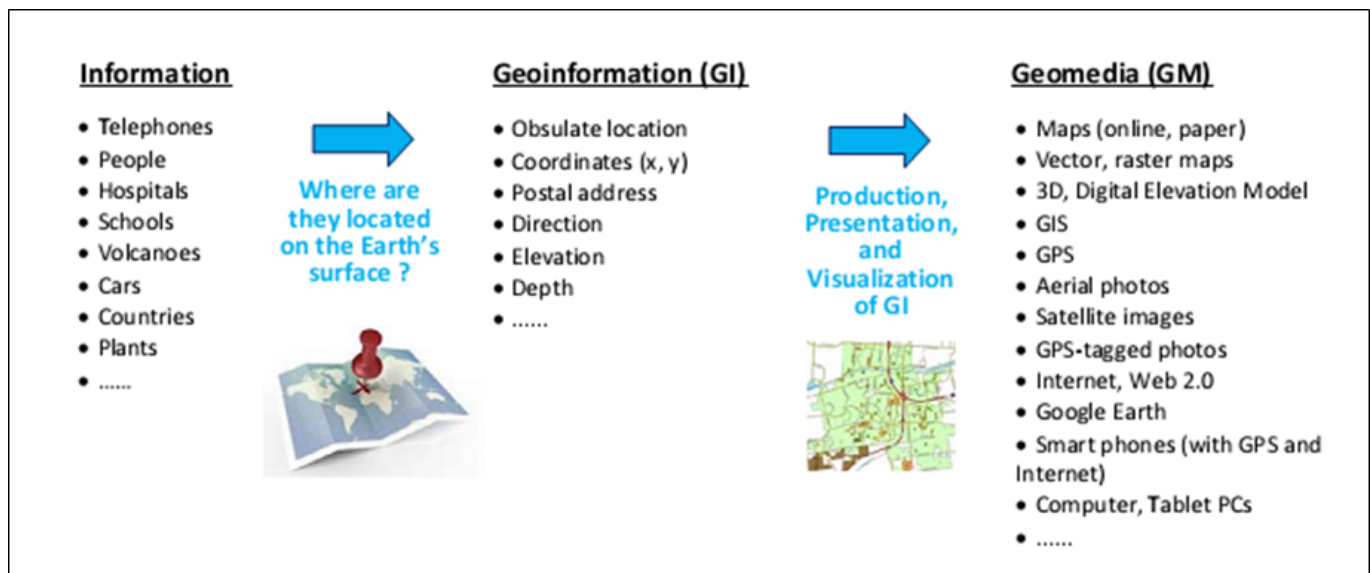 Information
• Telephones
• People
• Hospitals
• Schools
• Volcanoes
• Cars
• Countries
• Plants
• ......
Where are
they located
on the Earth's
surface ?
Geoinformation (GI)
• Obsulate location
• Coordinates (x, y)
• Postal address
• Direction
• Elevation
• Depth
• ......
Production,
Presentation,
and
Visualization
of GI
Geomedia (GM)
• Maps (online, paper)
• Vector, raster maps
• 3D, Digital Elevation Model
• GIS
• GPS
• Aerial photos
• Satellite images
• GPS-tagged photos
• Internet, Web 2.0
• Google Earth
• Smart phones (with GPS and
Internet)
• Computer, Tablet PCs
• ......